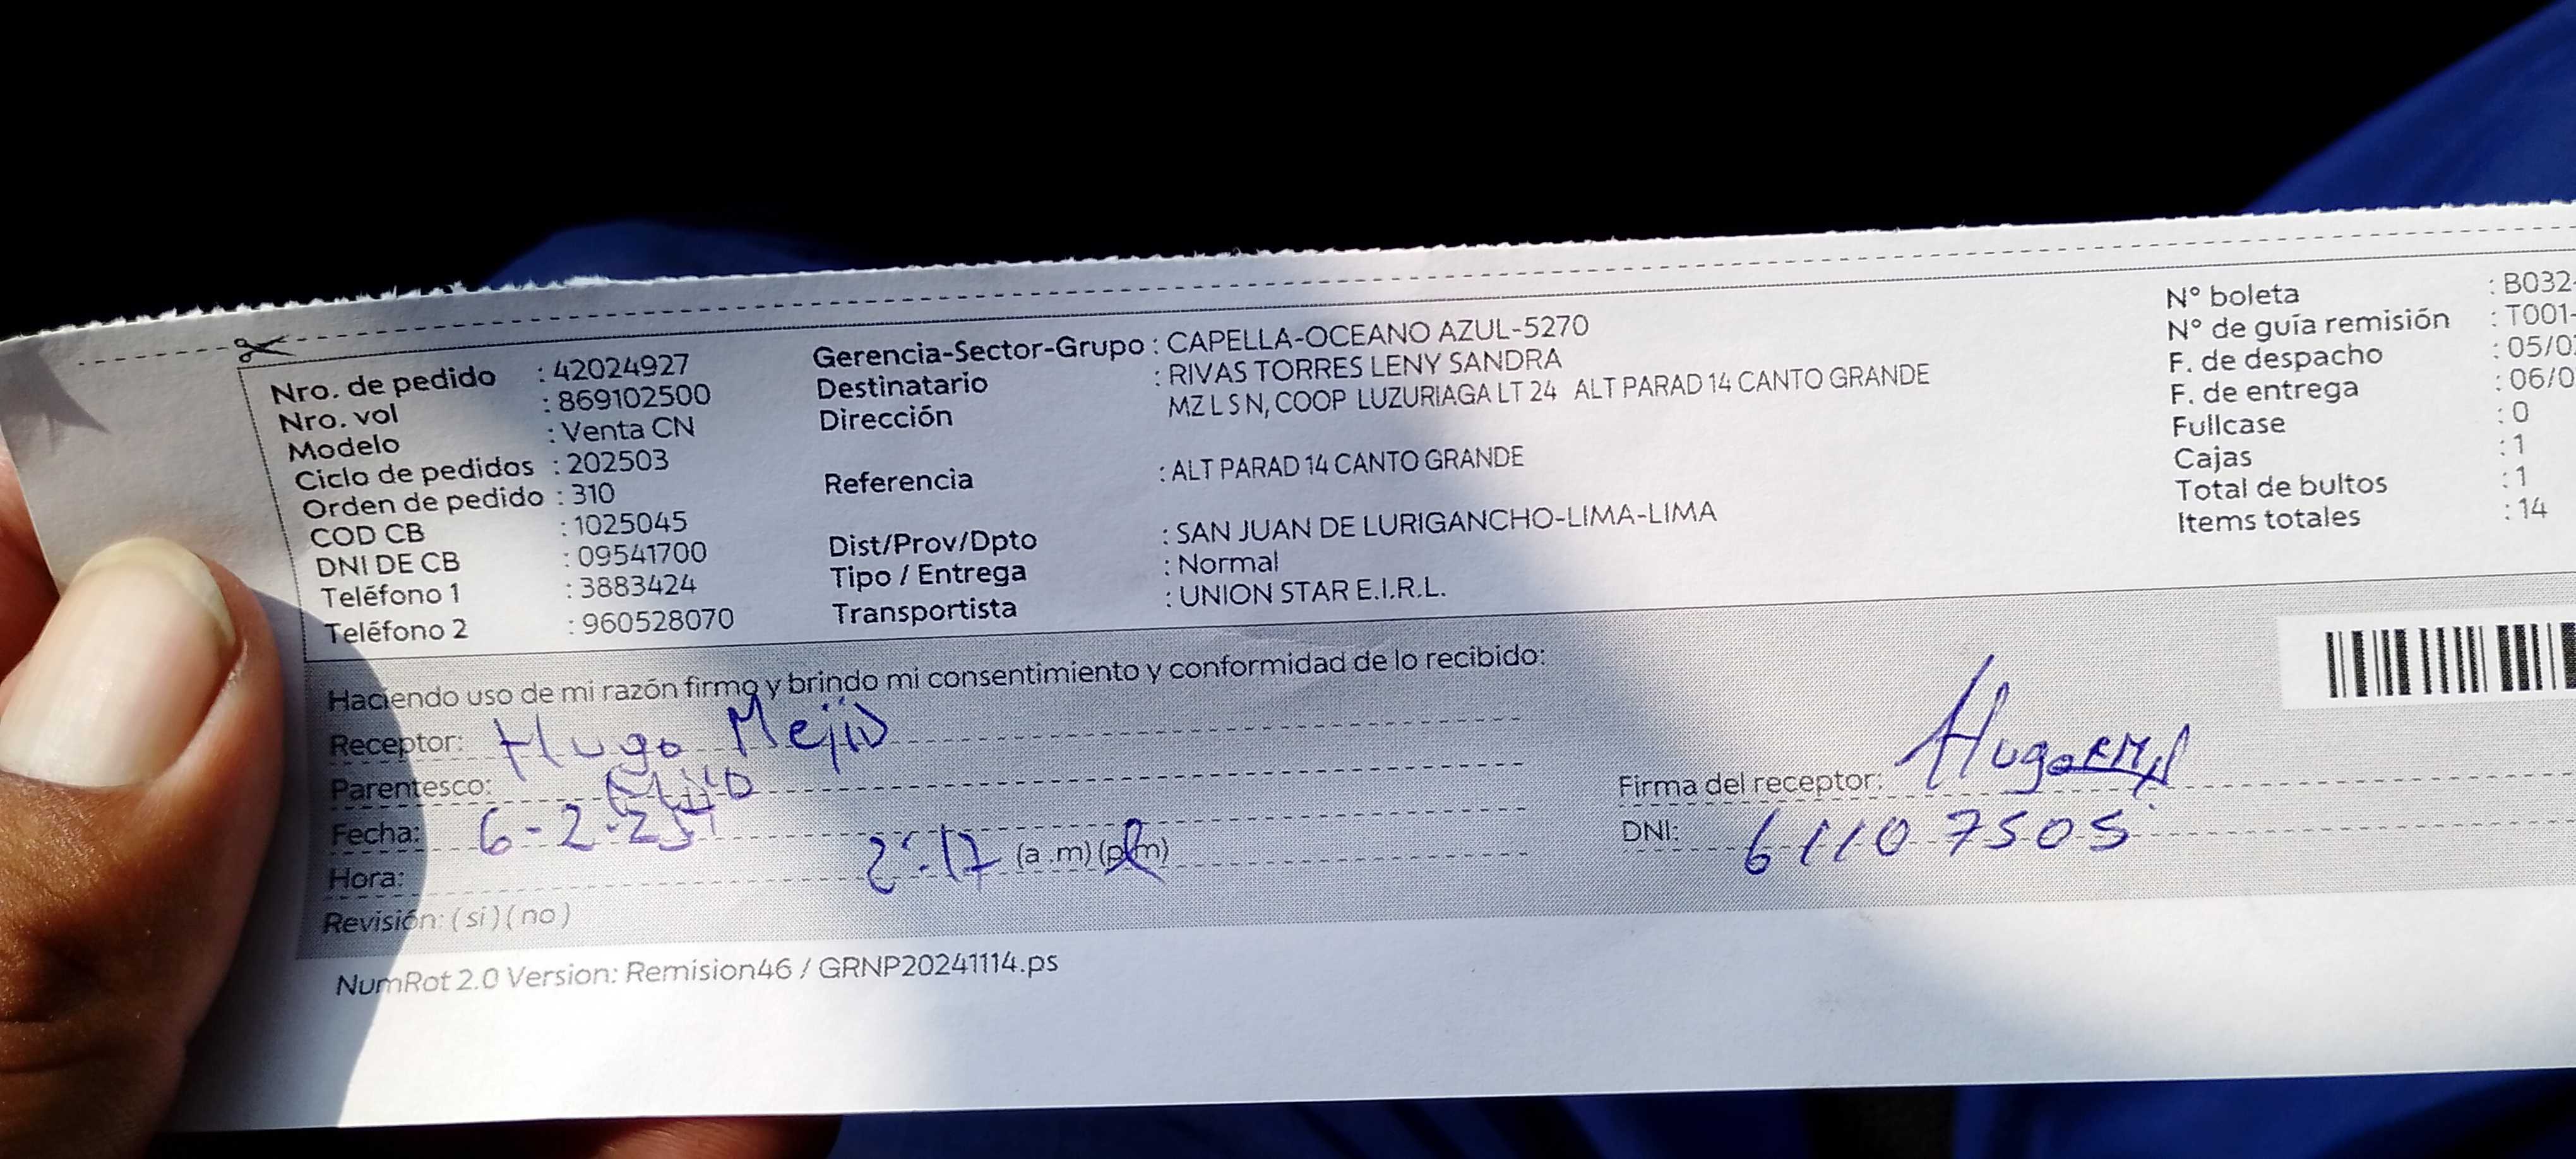 Nro. de pedido : 42024927
Nro. vol : 869102500
Modelo : Venta CN
Ciclo de pedidos : 202503
Orden de pedido : 310
COD CB : 1025045
DNI DE CB : 09541700
Teléfono 1 : 3883424
Teléfono 2 : 960528070
Gerencia-Sector-Grupo : CAPELLA-OCEANO AZUL-5270
Destinatario : RIVAS TORRES LENY SANDRA
Dirección MZ L S N, COOP LUZURIAGA LT 24 ALT PARAD 14 CANTO GRANDE
Referencia : ALT PARAD 14 CANTO GRANDE
Dist/Prov/Dpto : SAN JUAN DE LURIGANCHO-LIMA-LIMA
Tipo / Entrega : Normal
Transportista : UNION STAR E.I.R.L.
N° boleta : B032-
N° de guía remisión : T001-
F. de despacho : 05/0
F. de entrega : 06/0
Fullcase : 0
Cajas : 1
Total de bultos : 1
Items totales : 14
Haciendo uso de mi razón firmo y brindo mi consentimiento y conformidad de lo recibido:
Receptor: Hugo Mejia
Parentesco:
Fecha: 6-2-25
Hora: 2:17 (a.m) (p.m)
Revisión: (si) (no)
Firma del receptor: Hugo
DNI: 61107505
NumRot 2.0 Version: Remision46 / GRNP20241114.ps